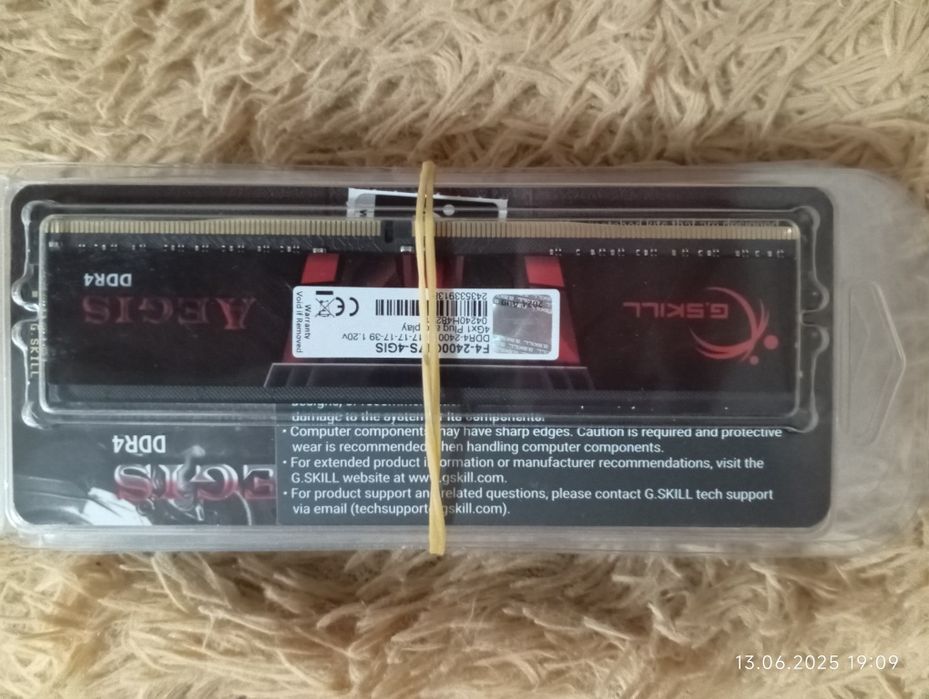 DDR4
AEGIS
G.SKILL
Warranty
Void if Removed
CE
F4-2400
S-4GIS
DDR4-2400
17-17-39 1.20v
4Gx1 Plug
play
G SKILL
damage to the system or its components.
• Computer component may have sharp edges. Caution is required and protective
wear is recommended when handling computer components.
• For extended product information or manufacturer recommendations, visit the
G.SKILL website at www.gskill.com.
• For product support and related questions, please contact G.SKILL tech support
via email (techsupport@gskill.com).
DDR4
EGIS
13.06.2025 19:09